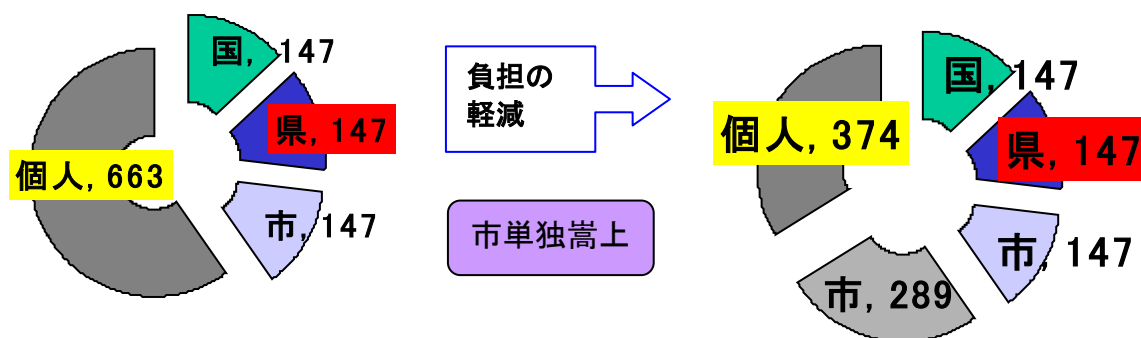 国, 147
県, 147
個人, 663
市, 147
負担の
軽減
市単独嵩上
国, 147
個人, 374
県, 147
市, 147
市, 289